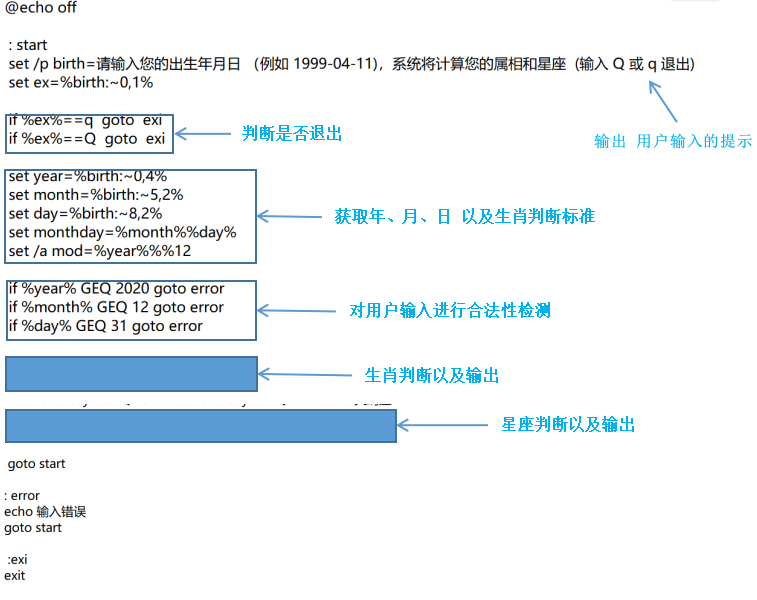 @echo off
: start
set /p birth=请输入您的出生年月日 （例如 1999-04-11)，系统将计算您的属相和星座 (输入 Q 或 q 退出)
set ex=%birth:~0,1%
if %ex%==q goto exi
if %ex%==Q goto exi
判断是否退出
输出 用户输入的提示
set year=%birth:~0,4%
set month=%birth:~5,2%
set day=%birth:~8,2%
set monthday=%month%%day%
set /a mod=%year%%%12
获取年、月、日 以及生肖判断标准
if %year% GEQ 2020 goto error
if %month% GEQ 12 goto error
if %day% GEQ 31 goto error
对用户输入进行合法性检测
生肖判断以及输出
星座判断以及输出
goto start
: error
echo 输入错误
goto start
:exi
exit